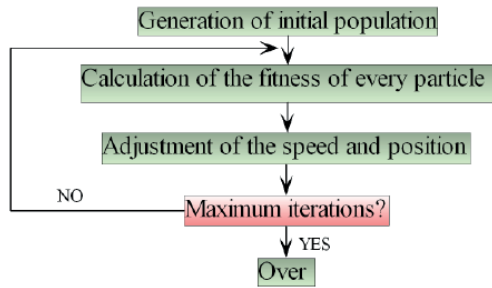 Generation of initial population
Calculation of the fitness of every particle
Adjustment of the speed and position
NO
Maximum iterations?
YES
Over